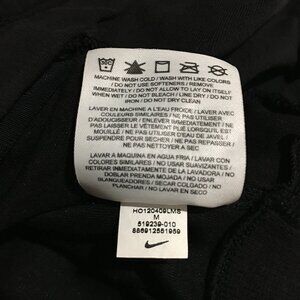 MACHINE WASH COLD / WASH WITH LIKE COLORS
/ DO NOT USE SOFTENERS / REMOVE
IMMEDIATELY / DO NOT ALLOW TO LAY ON ITSELF
WHEN WET / DO NOT BLEACH / LINE DRY / DO NOT
IRON / DO NOT DRY CLEAN
LAVER EN MACHINE A L'EAU FROIDE / LAVER AVEC
COULEURS SIMILAIRES / NE PAS UTILISER
D'ADOUCISSEUR / ENLEVER IMMEDIATEMENT / NE
PAS LAISSER LE VÊTEMENT PLIÉ LORSQU'IL EST
MOUILLÉ / NE PAS UTILISER DE JAVELLISANT /
SUSPENDRE POUR SECHER / NE PAS REPASSER /
NE PAS NETTOYER A SEC
LAVAR A MAQUINA EN AGUA FRIA / LAVAR CON
COLORES SIMILARES / NO USAR SUAVIZANTES /
RETIRAR INMEDIATAMENTE DE LA LAVADORA / NO
DOBLAR PRENDA MOJADA / NO USAR
BLANQUEADORES / SECAR COLGADO / NO
PLANCHAR / NO LAVAR EN SECO
HO120409LMS
M
519239-010
886912551959